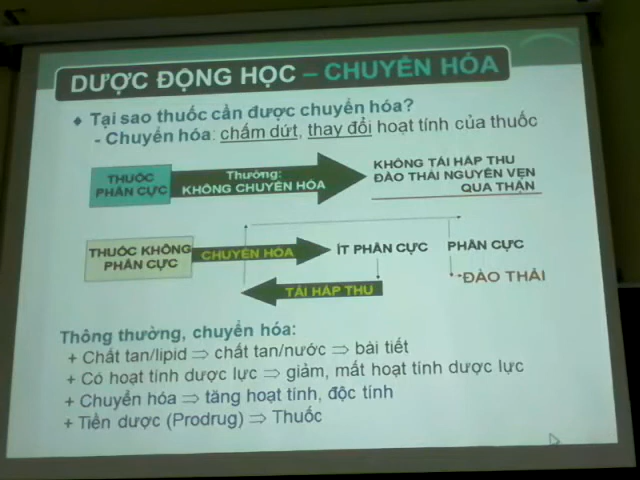 DƯỢC ĐỘNG HỌC – CHUYỂN HÓA
Tại sao thuốc cần được chuyển hóa?
- Chuyển hóa: chấm dứt, thay đổi hoạt tính của thuốc
THUỐC
PHÂN CỰC
Thường:
KHÔNG CHUYỂN HÓA
KHÔNG TÁI HẤP THU
ĐÀO THẢI NGUYÊN VẸN
QUA THẬN
THUỐC KHÔNG
PHÂN CỰC
CHUYỂN HÓA
ÍT PHÂN CỰC
PHÂN CỰC
ĐÀO THẢI
TÁI HẤP THU
Thông thường, chuyển hóa:
+ Chất tan/lipid ⇒ chất tan/nước ⇒ bài tiết
+ Có hoạt tính dược lực ⇒ giảm, mất hoạt tính dược lực
+ Chuyển hóa ⇒ tăng hoạt tính, độc tính
+ Tiền dược (Prodrug) ⇒ Thuốc